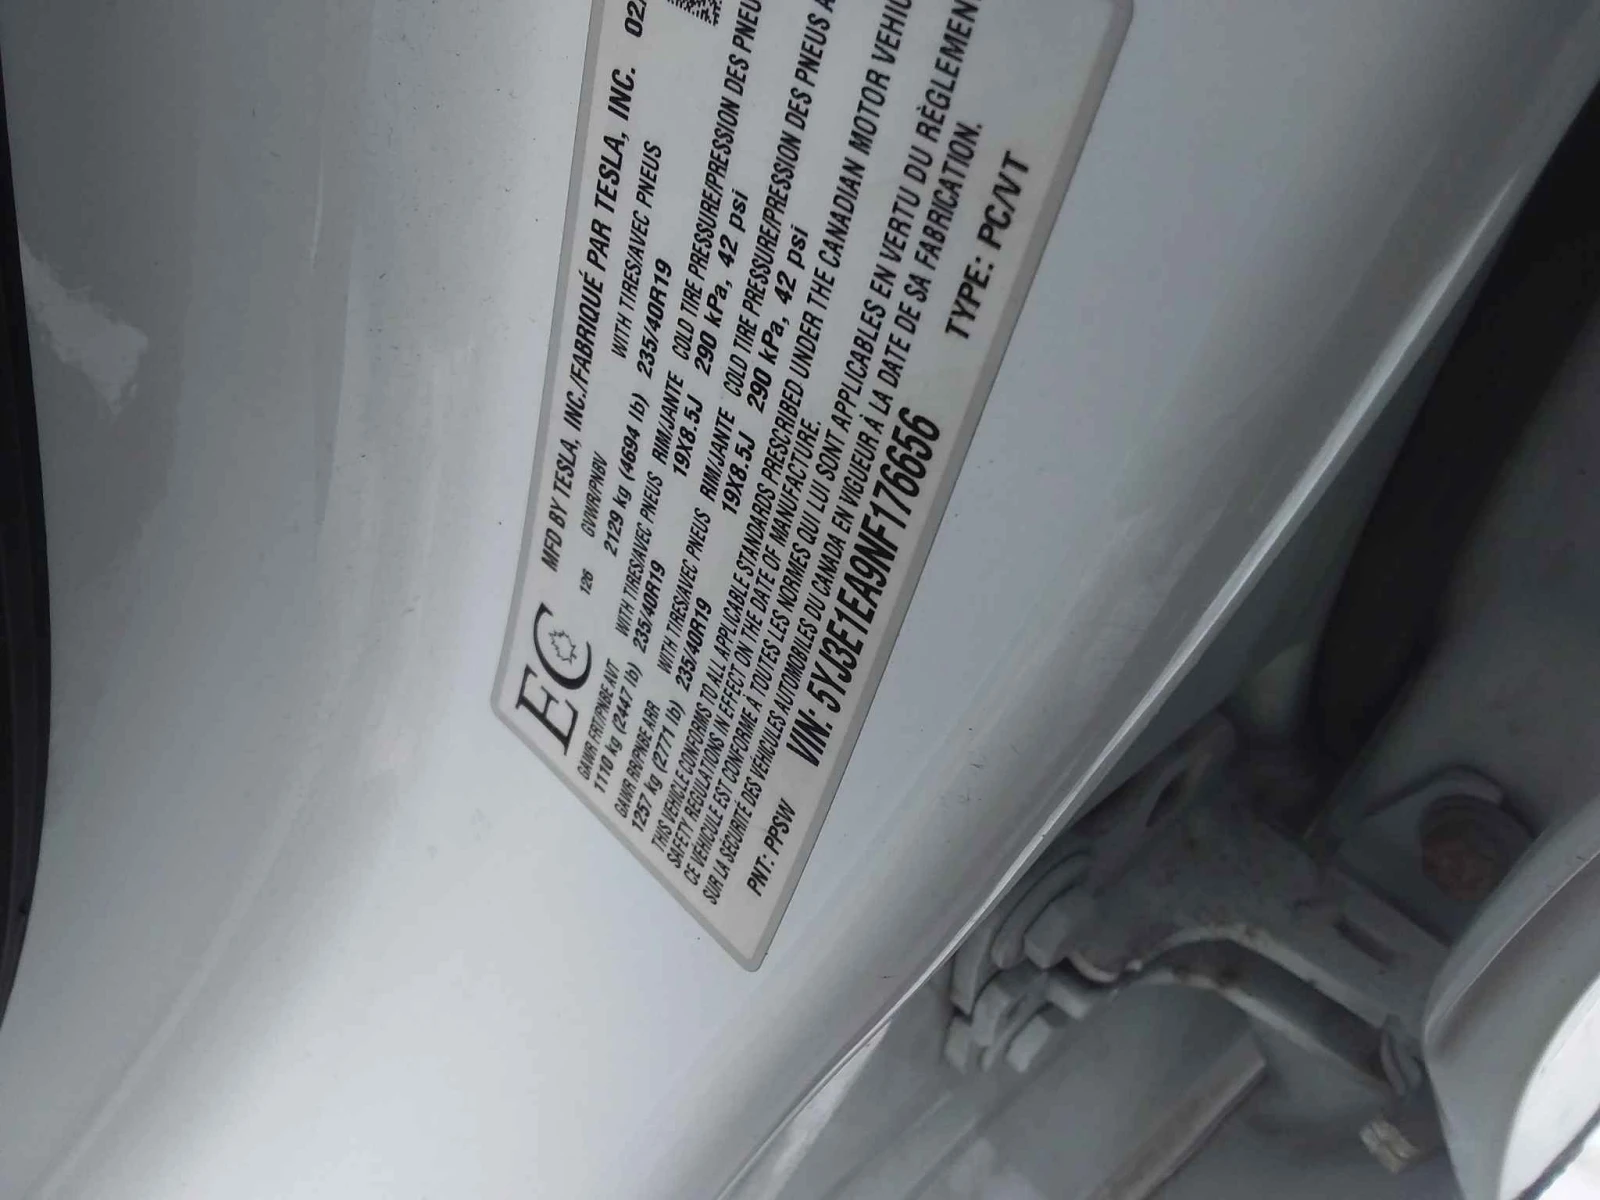 EC
MFD BY TESLA, INC./FABRIQUÉ PAR TESLA, INC. 02
126
GVWR/PNBV
2129 kg (4694 lb)
WITH TIRES/AVEC PNEUS
235/40R19
GAWR FRT/PNBE AVT
1110 kg (2447 lb)
WITH TIRES/AVEC PNEUS
235/40R19
RIM/JANTE
19X8.5J
COLD TIRE PRESSURE/PRESSION DES PNEU
290 kPa, 42 psi
GAWR RR/PNBE ARR
1257 kg (2771 lb)
WITH TIRES/AVEC PNEUS
235/40R19
RIM/JANTE
19X8.5J
COLD TIRE PRESSURE/PRESSION DES PNEUS A
290 kPa, 42 psi
THIS VEHICLE CONFORMS TO ALL APPLICABLE STANDARDS PRESCRIBED UNDER THE CANADIAN MOTOR VEHIC
SAFETY REGULATIONS IN EFFECT ON THE DATE OF MANUFACTURE.
CE VEHICULE EST CONFORME À TOUTES LES NORMES QUI LUI SONT APPLICABLES EN VERTU DU RÈGLEMENT
SUR LA SECURITÉ DES VÉHICULES AUTOMOBILES DU CANADA EN VIGUEUR À LA DATE DE SA FABRICATION.
PNT: PPSW
VIN: 5YJ3E1EA9NF176656
TYPE: PC/VT